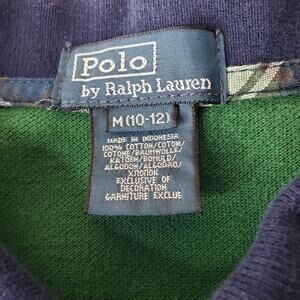 Polo
by Ralph Lauren
M (10-12)
MADE IN INDONESIA
100% COTTON/COTON/
COTONE/BAUMWOLLE/
KATOEN/BOMULD/
ALGODON/ALGODAO/
ХЛОПОК
EXCLUSIVE OF
DECORATION
GARNITURE EXCLUE